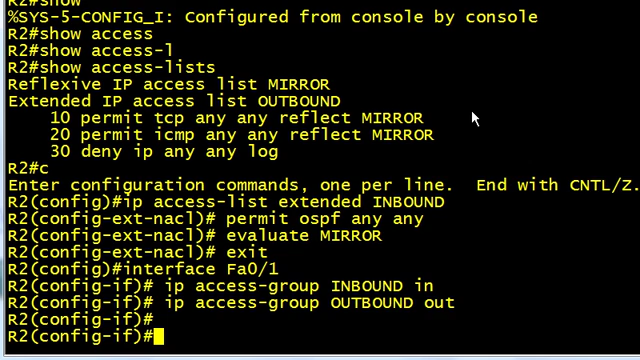 R2#show
%SYS-5-CONFIG_I: Configured from console by console
R2#show access
R2#show access-l
R2#show access-lists
Reflexive IP access list MIRROR
Extended IP access list OUTBOUND
    10 permit tcp any any reflect MIRROR
    20 permit icmp any any reflect MIRROR
    30 deny ip any any log
R2#c
Enter configuration commands, one per line.  End with CNTL/Z.
R2(config)#ip access-list extended INBOUND
R2(config-ext-nacl)# permit ospf any any
R2(config-ext-nacl)# evaluate MIRROR
R2(config-ext-nacl)# exit
R2(config)#interface Fa0/1
R2(config-if)# ip access-group INBOUND in
R2(config-if)# ip access-group OUTBOUND out
R2(config-if)#
R2(config-if)#